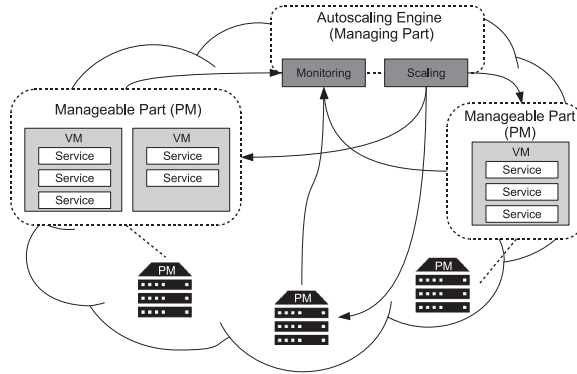 Autoscaling Engine
(Managing Part)
Monitoring
Scaling
Manageable Part (PM)
VM
Service
Service
Service
VM
Service
Service
Manageable Part
(PM)
VM
Service
Service
Service
PM
PM
PM